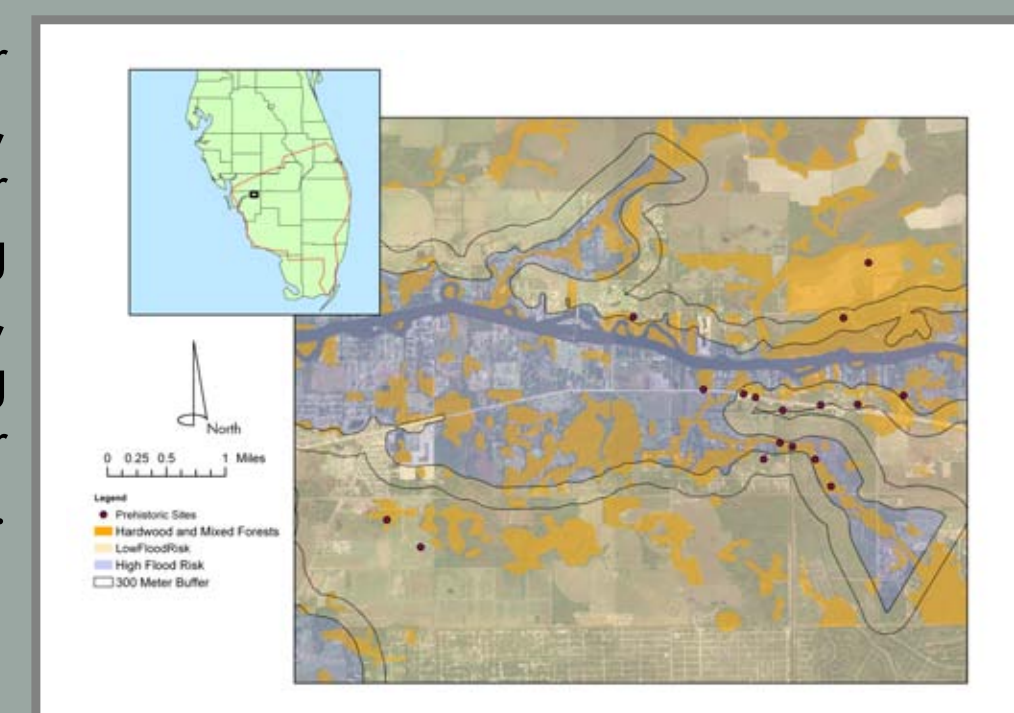 r
r
g
g
r
.
North
0 0.25 0.5 1 Miles
Legend
Prehistoric Sites
Hardwood and Mixed Forests
LowFloodRisk
High Flood Risk
300 Meter Buffer